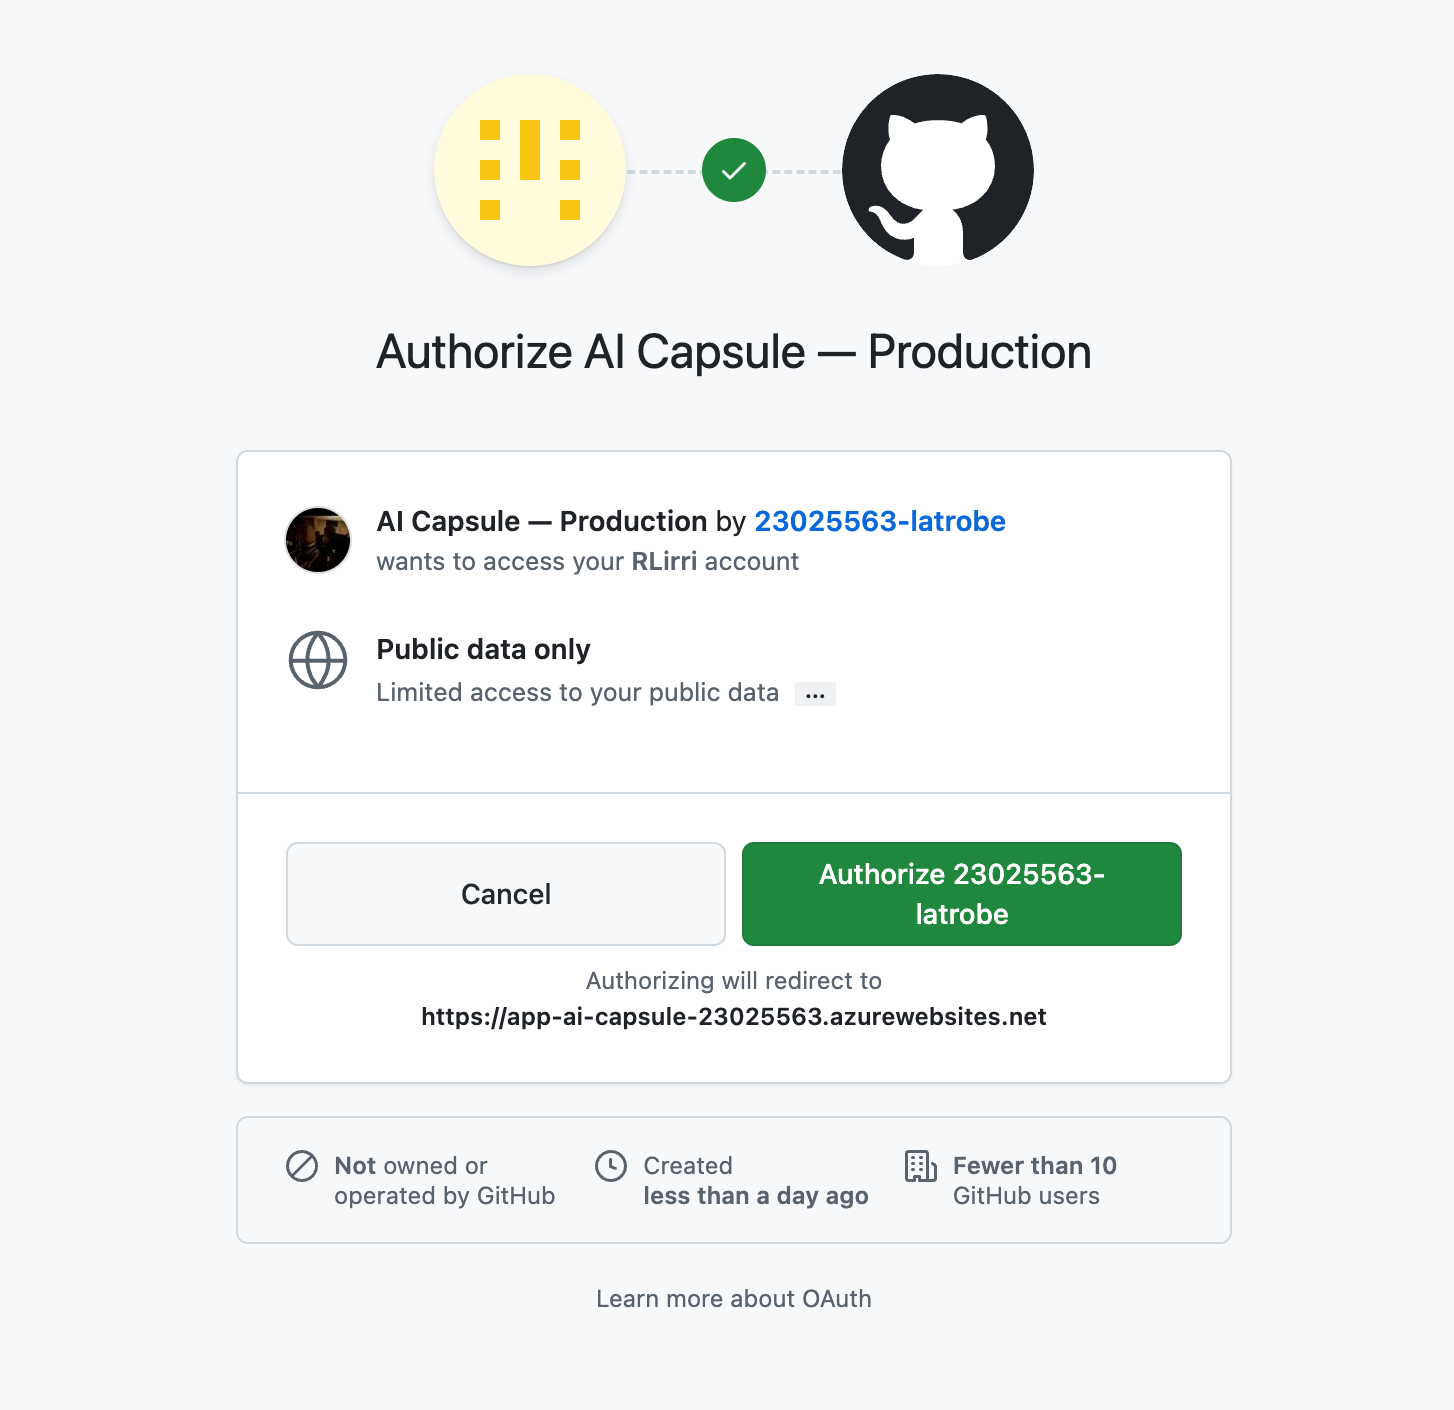 Authorize AI Capsule — Production
AI Capsule — Production by 23025563-latrobe
wants to access your RLirri account
Public data only
Limited access to your public data ...
Cancel
Authorize 23025563-
latrobe
Authorizing will redirect to
https://app-ai-capsule-23025563.azurewebsites.net
Not owned or
operated by GitHub
Created
less than a day ago
Fewer than 10
GitHub users
Learn more about OAuth